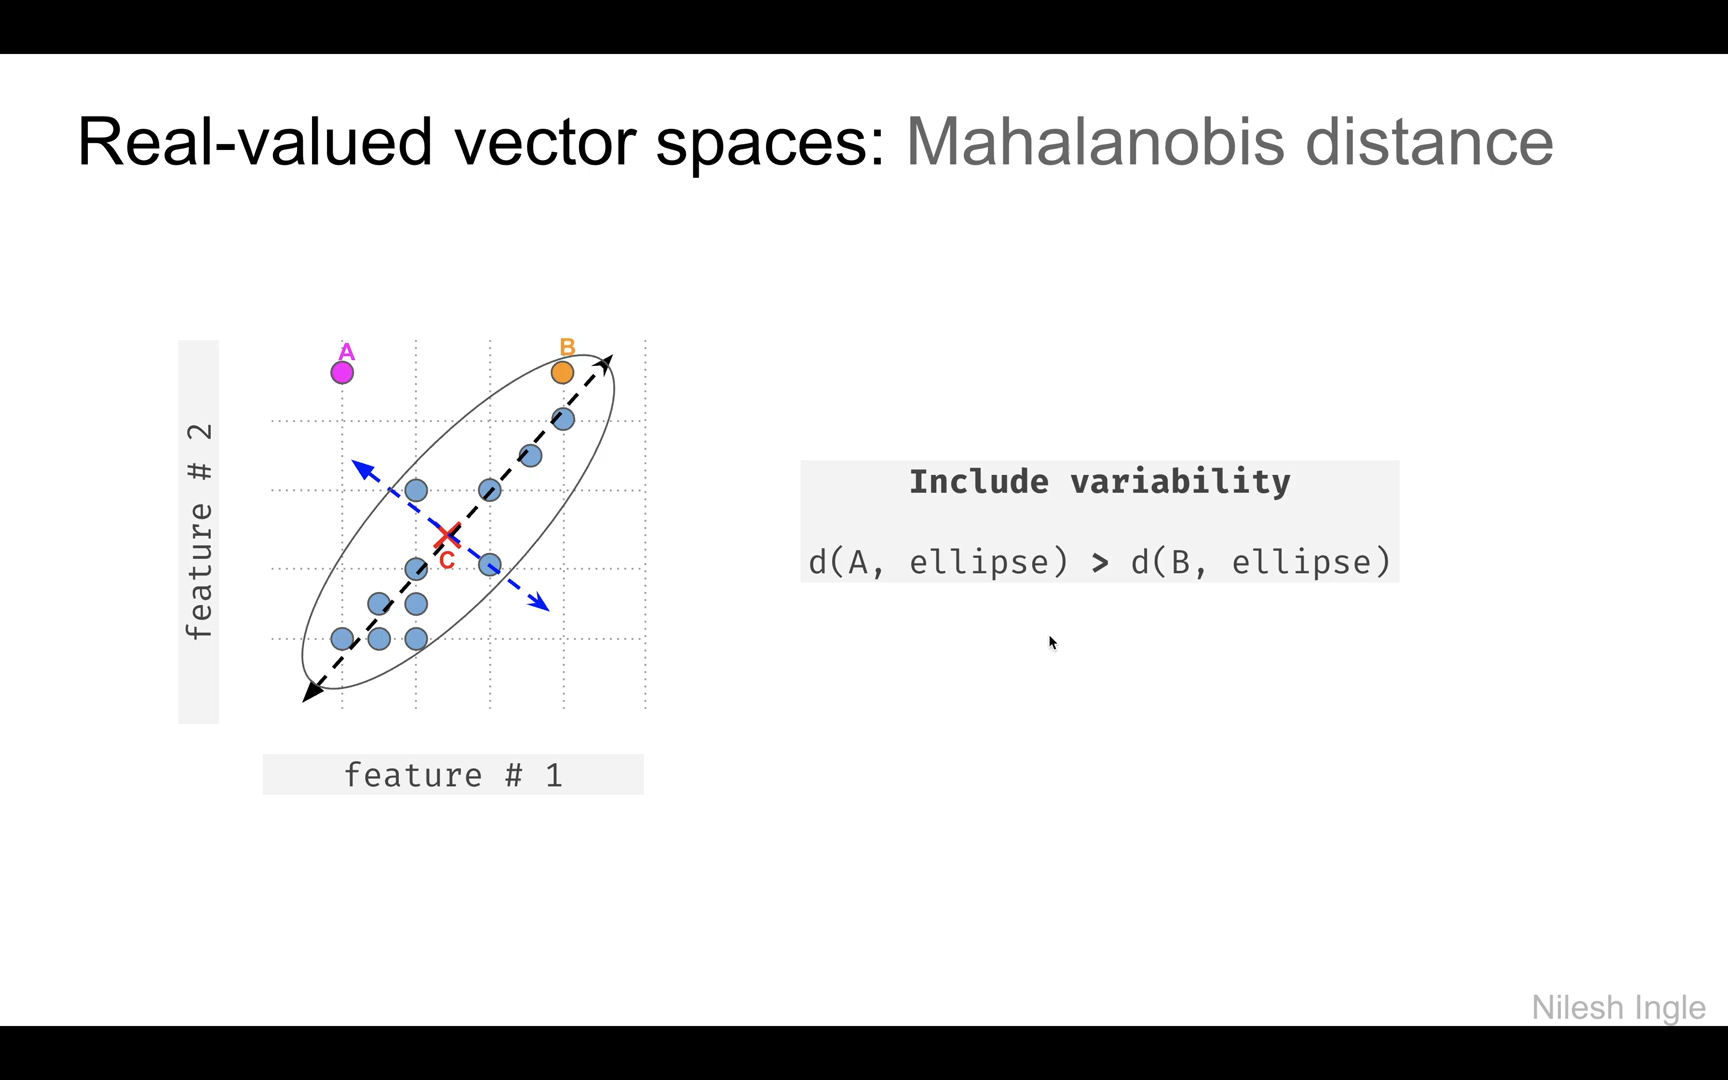 Real-valued vector spaces: Mahalanobis distance
A
B
C
feature # 2
feature # 1
Include variability
d(A, ellipse) > d(B, ellipse)
Nilesh Ingle